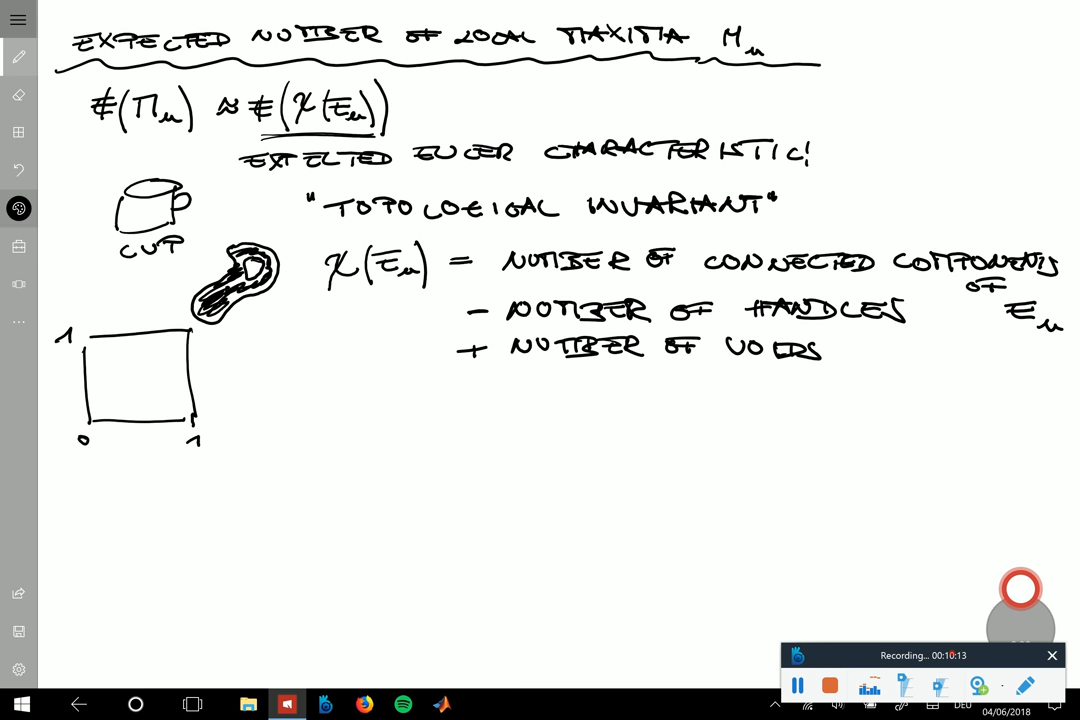 EXPECTED NUMBER OF LOCAL MAXIMA Mᵤ
E(Mᵤ) ≈ E(χ(Eᵤ))
EXPECTED EULER CHARACTERISTIC!
CUP
"TOPOLOGICAL INVARIANT"
χ(Eᵤ) = NUMBER OF CONNECTED COMPONENTS
OF Eᵤ
- NUMBER OF HANDLES
+ NUMBER OF VOIDS
1
0 1
Recording... 00:10:13
DEU
04/06/2018